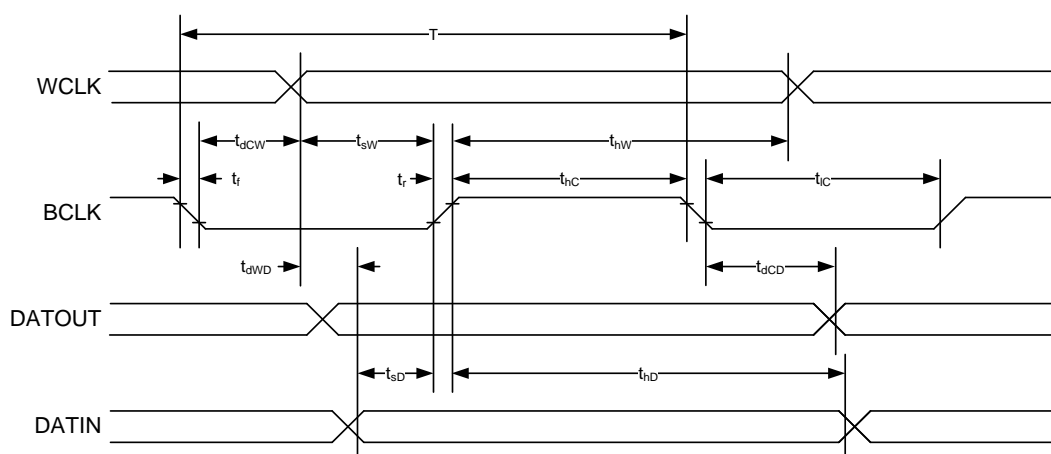 T
WCLK
tdCW
tsW
thW
tf
tr
thC
tlC
BCLK
tdWD
tdCD
DATOUT
tsD
thD
DATIN